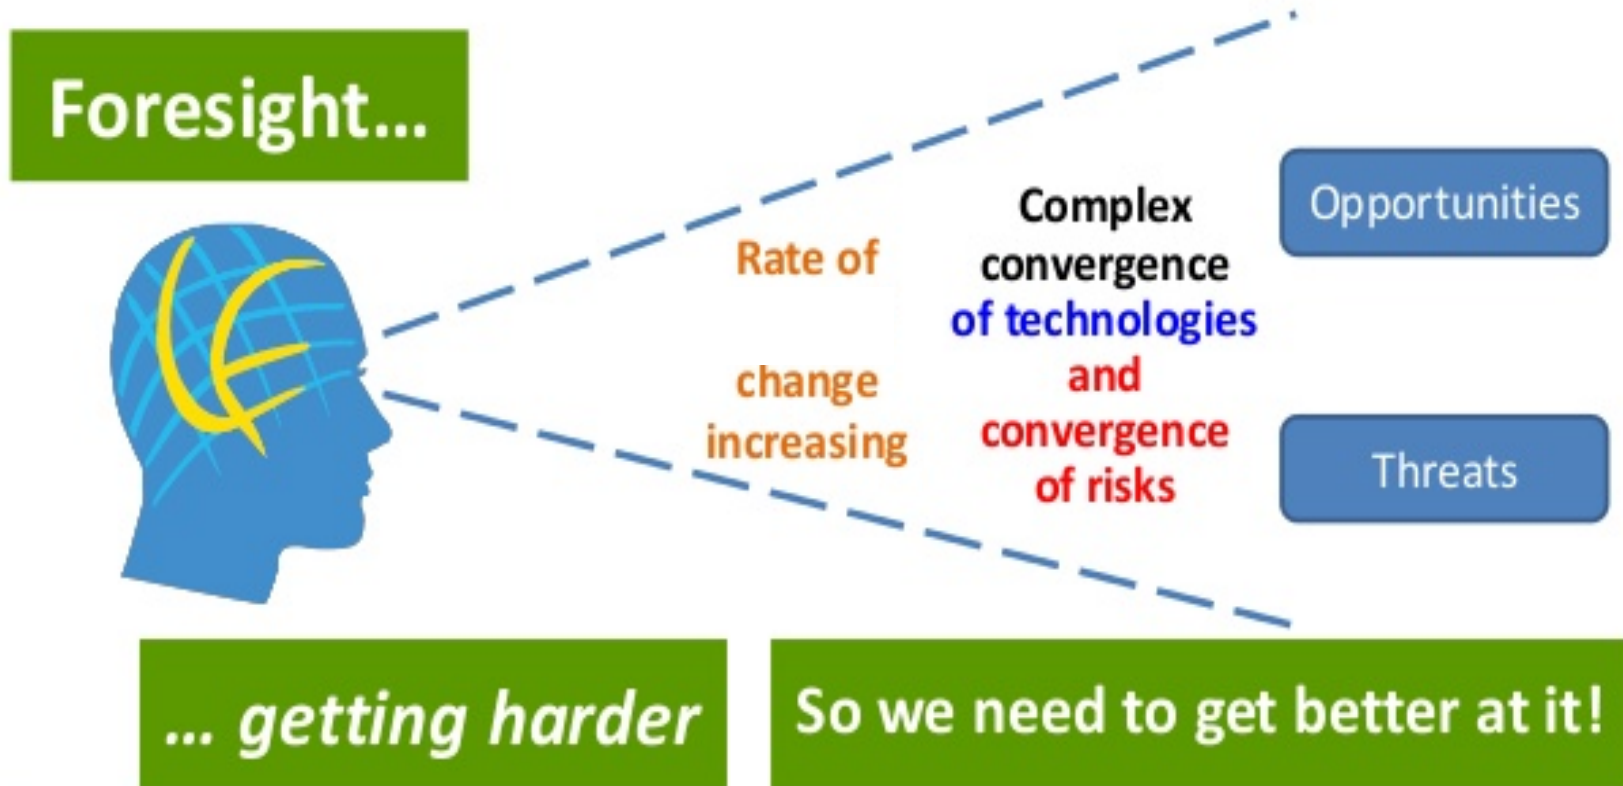 Foresight...
Rate of
change
increasing
Complex
convergence
of technologies
and
convergence
of risks
Opportunities
Threats
... getting harder
So we need to get better at it!